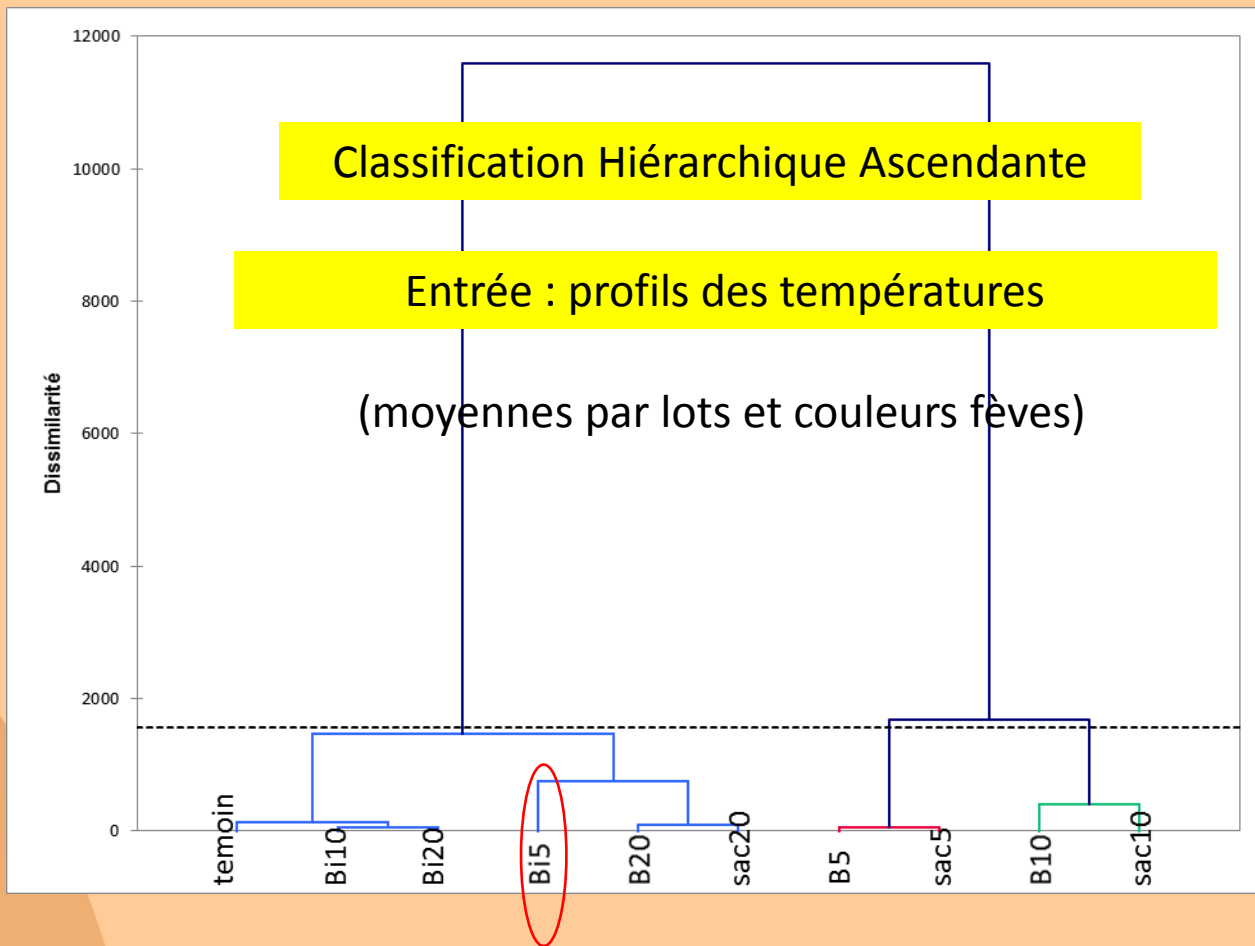 12000
Classification Hiérarchique Ascendante
10000
Entrée : profils des températures
8000
(moyennes par lots et couleurs fèves)
6000
Dissimilarité
4000
2000
0
temoin
Bi10
Bi20
Bi5
B20
sac20
B5
sac5
B10
sac10